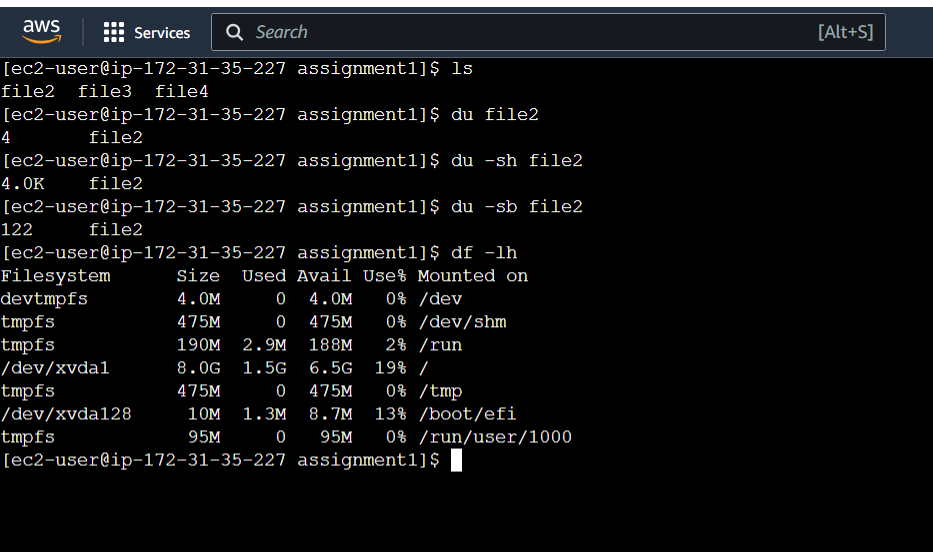 aws Services Search [Alt+S]
[ec2-user@ip-172-31-35-227 assignment1]$ ls
file2  file3  file4
[ec2-user@ip-172-31-35-227 assignment1]$ du file2
4       file2
[ec2-user@ip-172-31-35-227 assignment1]$ du -sh file2
4.0K    file2
[ec2-user@ip-172-31-35-227 assignment1]$ du -sb file2
122     file2
[ec2-user@ip-172-31-35-227 assignment1]$ df -lh
Filesystem      Size  Used Avail Use% Mounted on
devtmpfs        4.0M     0  4.0M   0% /dev
tmpfs           475M     0  475M   0% /dev/shm
tmpfs           190M  2.9M  188M   2% /run
/dev/xvda1      8.0G  1.5G  6.5G  19% /
tmpfs           475M     0  475M   0% /tmp
/dev/xvda128     10M  1.3M  8.7M  13% /boot/efi
tmpfs            95M     0   95M   0% /run/user/1000
[ec2-user@ip-172-31-35-227 assignment1]$